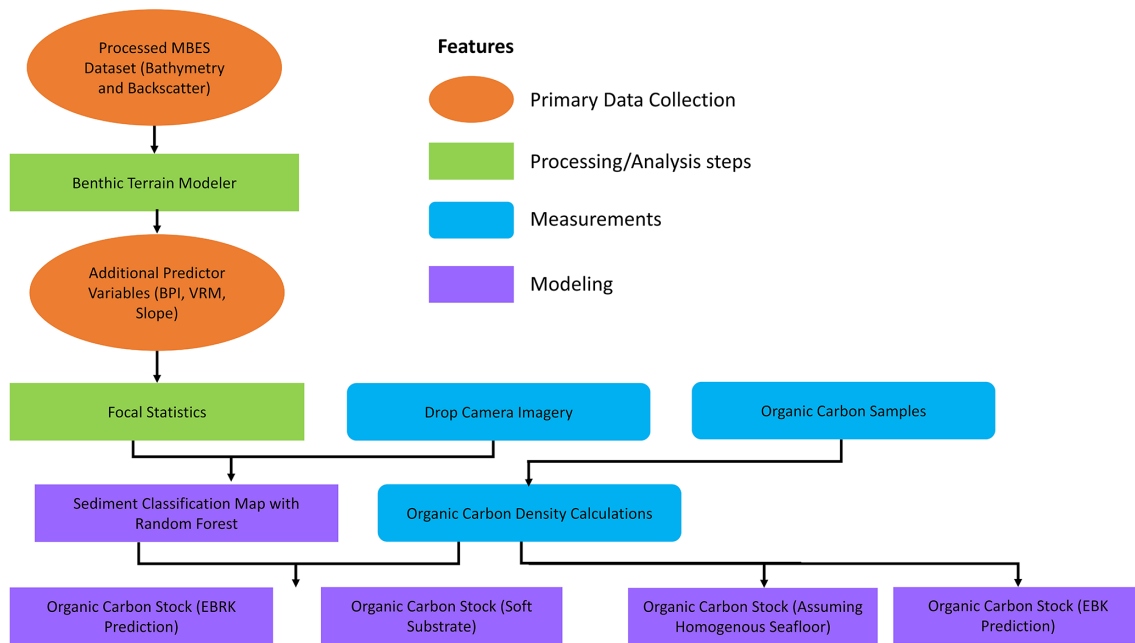 Processed MBES
Dataset (Bathymetry
and Backscatter)
Benthic Terrain Modeler
Additional Predictor
Variables (BPI, VRM,
Slope)
Focal Statistics
Drop Camera Imagery
Organic Carbon Samples
Sediment Classification Map with
Random Forest
Organic Carbon Density Calculations
Organic Carbon Stock (EBRK
Prediction)
Organic Carbon Stock (Soft
Substrate)
Organic Carbon Stock (Assuming
Homogenous Seafloor)
Organic Carbon Stock (EBK
Prediction)
Features
Primary Data Collection
Processing/Analysis steps
Measurements
Modeling